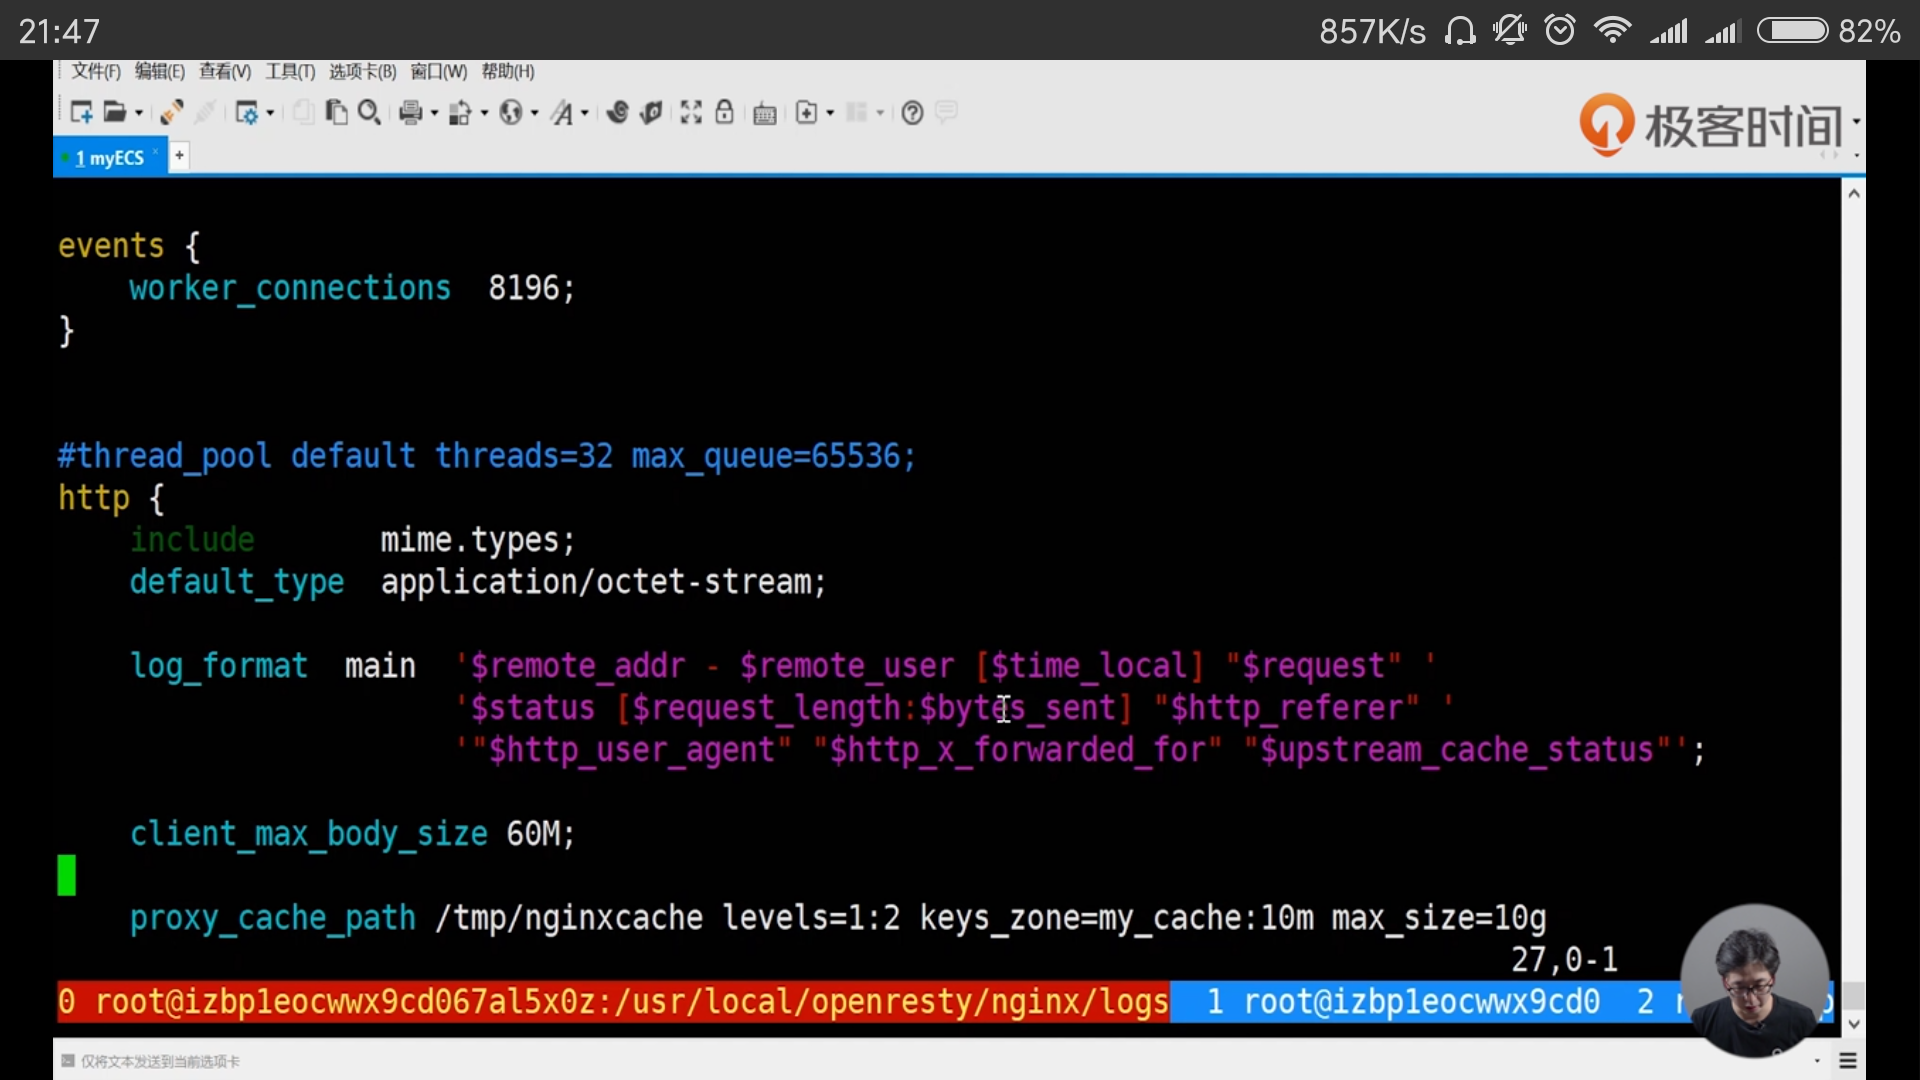 21:47 857K/s 82%
文件(F) 编辑(E) 查看(V) 工具(T) 选项卡(B) 窗口(W) 帮助(H)
极客时间
1 myECS × +
events {
    worker_connections  8196;
}
#thread_pool default threads=32 max_queue=65536;
http {
    include       mime.types;
    default_type  application/octet-stream;
    log_format  main  '$remote_addr - $remote_user [$time_local] "$request" '
                      '$status [$request_length:$bytes_sent] "$http_referer" '
                      '"$http_user_agent" "$http_x_forwarded_for" "$upstream_cache_status"';
    client_max_body_size 60M;
    proxy_cache_path /tmp/nginxcache levels=1:2 keys_zone=my_cache:10m max_size=10g
27,0-1
0 root@izbp1eocwwx9cd067al5x0z:/usr/local/openresty/nginx/logs  1 root@izbp1eocwwx9cd0  2
仅将文本发送到当前选项卡